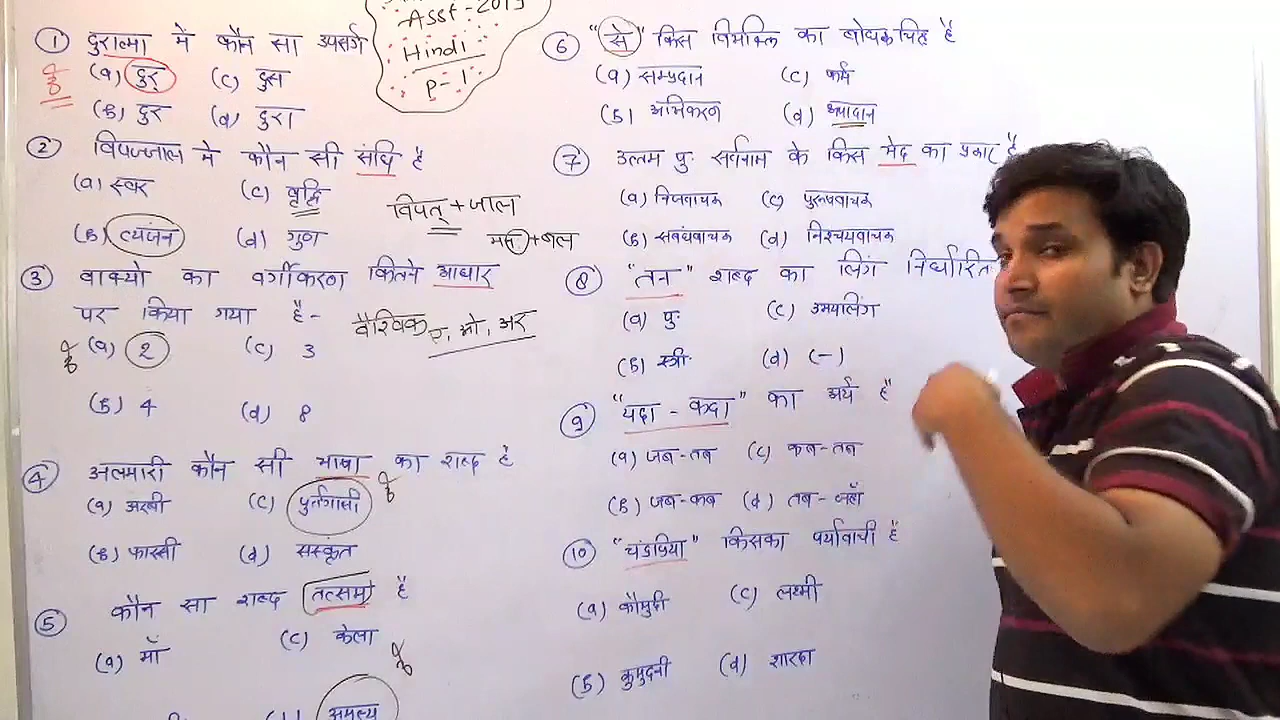 Asst - 2019
Hindi
P-1
① दुरात्मा में कौन सा उपसर्ग
(a) दुर् (c) दुस
(b) दुर (d) दुरा
② विपज्जाल मे कौन सी संधि है
(a) स्वर (c) वृद्धि
(b) व्यंजन (d) गुण
विपत् + जाल
③ वाक्यो का वर्गीकरण कितने आधार
पर किया गया है-
(a) 2 (c) 3
(b) 4 (d) 8
④ अलमारी कौन सी भाषा का शब्द है
(a) अरबी (c) पुर्तगाली
(b) फारसी (d) संस्कृत
⑤ कौन सा शब्द तत्सम है
(a) माँ (c) केला
⑥ "से" किस विभक्ति का बोधक चिह्न है
(a) सम्प्रदान (c) कर्म
(b) अधिकरण (d) अपादान
⑦ उत्तम पु. सर्वनाम के किस भेद का प्रकार है
(a) निजवाचक (c) पुरुषवाचक
(b) संबंधवाचक (d) निश्चयवाचक
⑧ "तन" शब्द का लिंग निर्धारित
(a) पु. (c) उभयलिंग
(b) स्त्री. (d) (-)
⑨ "यदा - कदा" का अर्थ है
(a) जब-तब (c) कब-तब
(b) जब-कब (d) तब-जहाँ
⑩ "चंद्रप्रिया" किसका पर्यावाची है
(a) कौमुदी (c) लक्ष्मी
(b) कुमुदनी (d) शारदा